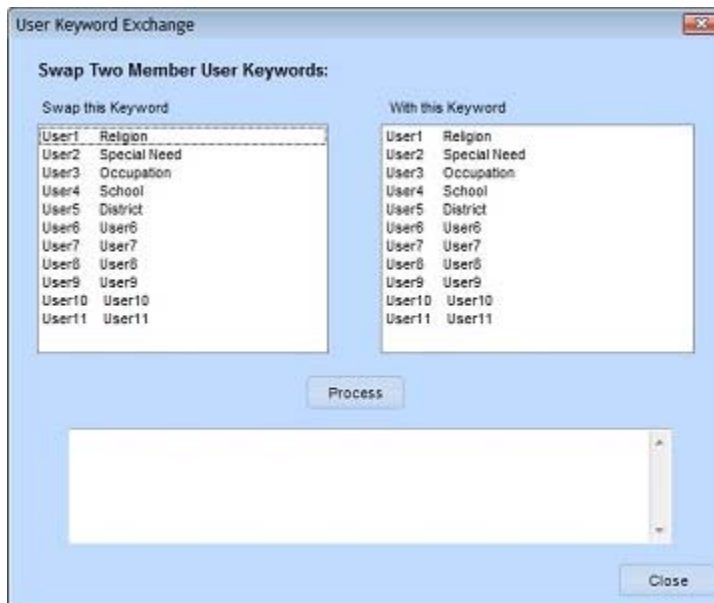 User Keyword Exchange
Swap Two Member User Keywords:
Swap this Keyword
User1 Religion
User2 Special Need
User3 Occupation
User4 School
User5 District
User6 User6
User7 User7
User8 User8
User9 User9
User10 User10
User11 User11
With this Keyword
User1 Religion
User2 Special Need
User3 Occupation
User4 School
User5 District
User6 User6
User7 User7
User8 User8
User9 User9
User10 User10
User11 User11
Process
Close